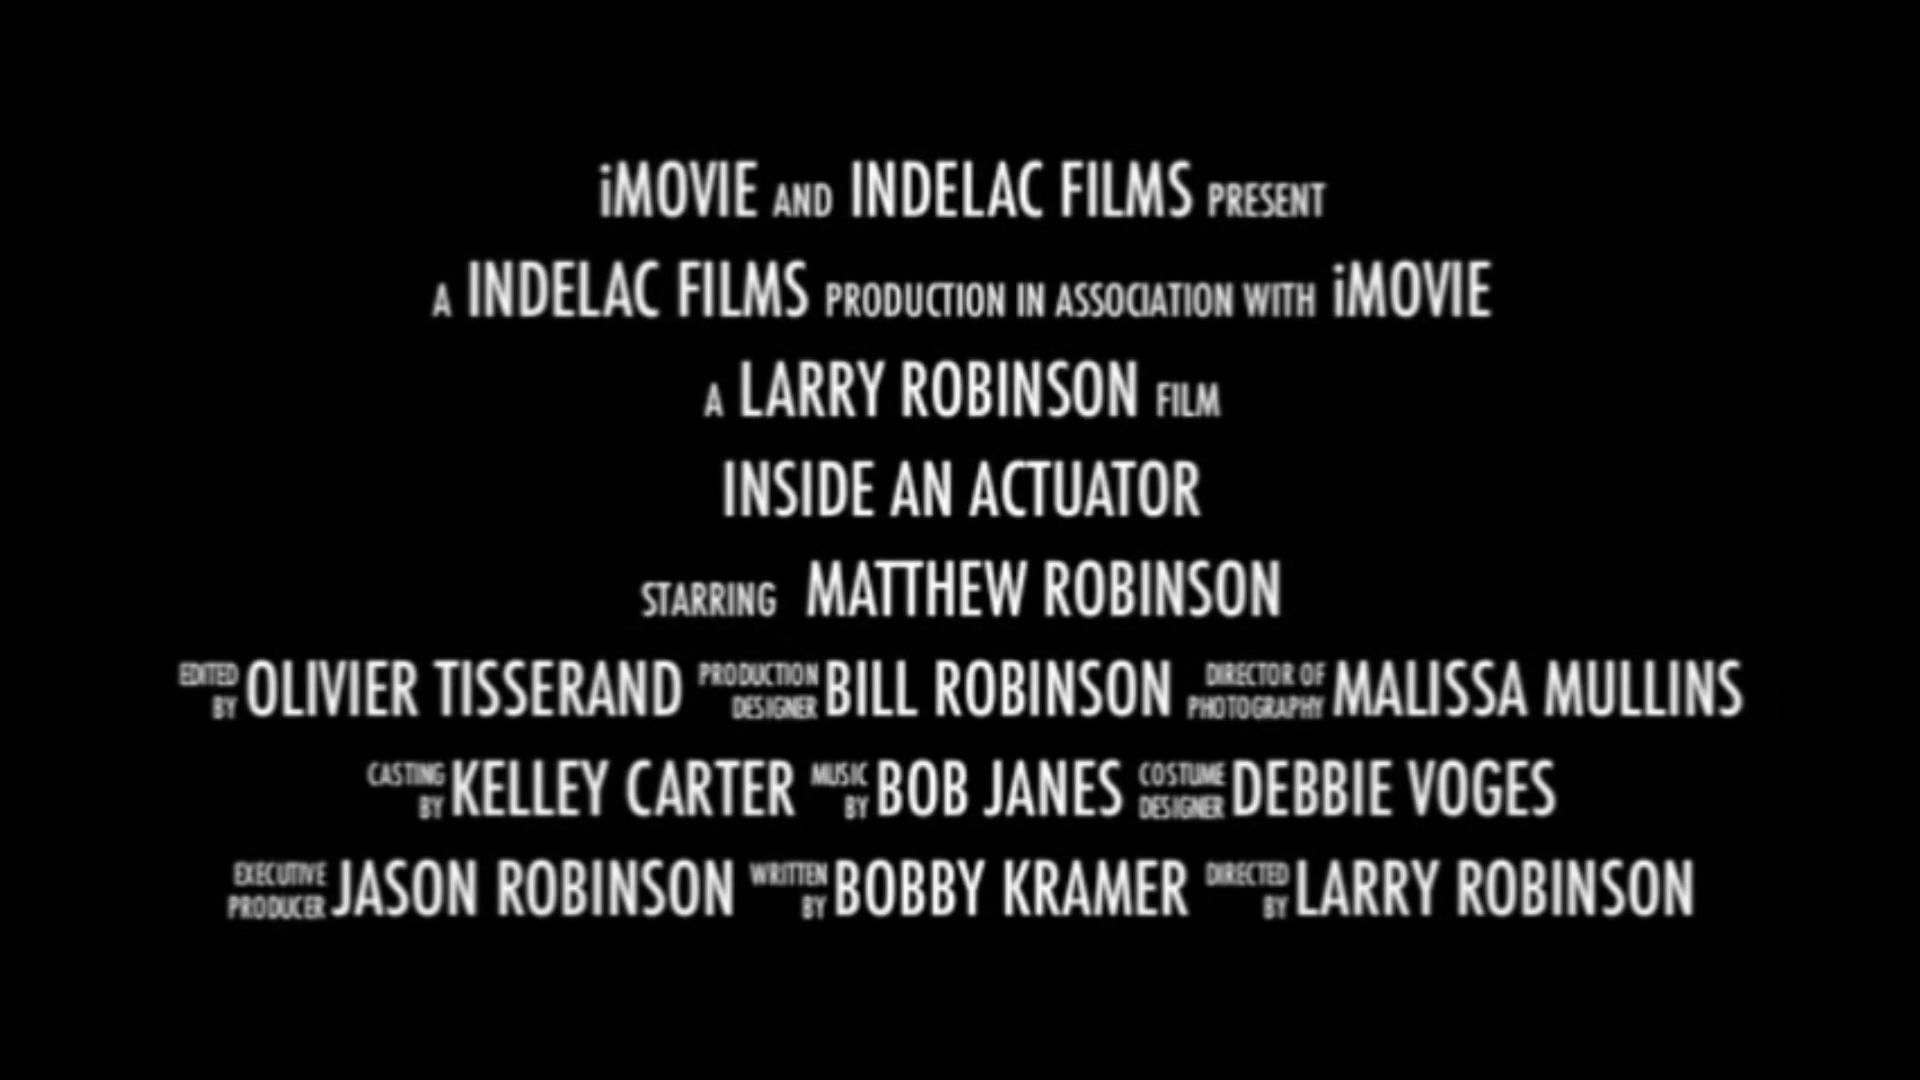 iMOVIE AND INDELAC FILMS PRESENT
A INDELAC FILMS PRODUCTION IN ASSOCIATION WITH iMOVIE
A LARRY ROBINSON FILM
INSIDE AN ACTUATOR
STARRING MATTHEW ROBINSON
EDITED BY OLIVIER TISSERAND PRODUCTION DESIGNER BILL ROBINSON DIRECTOR OF PHOTOGRAPHY MALISSA MULLINS
CASTING BY KELLEY CARTER MUSIC BY BOB JANES COSTUME DESIGNER DEBBIE VOGES
EXECUTIVE PRODUCER JASON ROBINSON WRITTEN BY BOBBY KRAMER DIRECTED BY LARRY ROBINSON